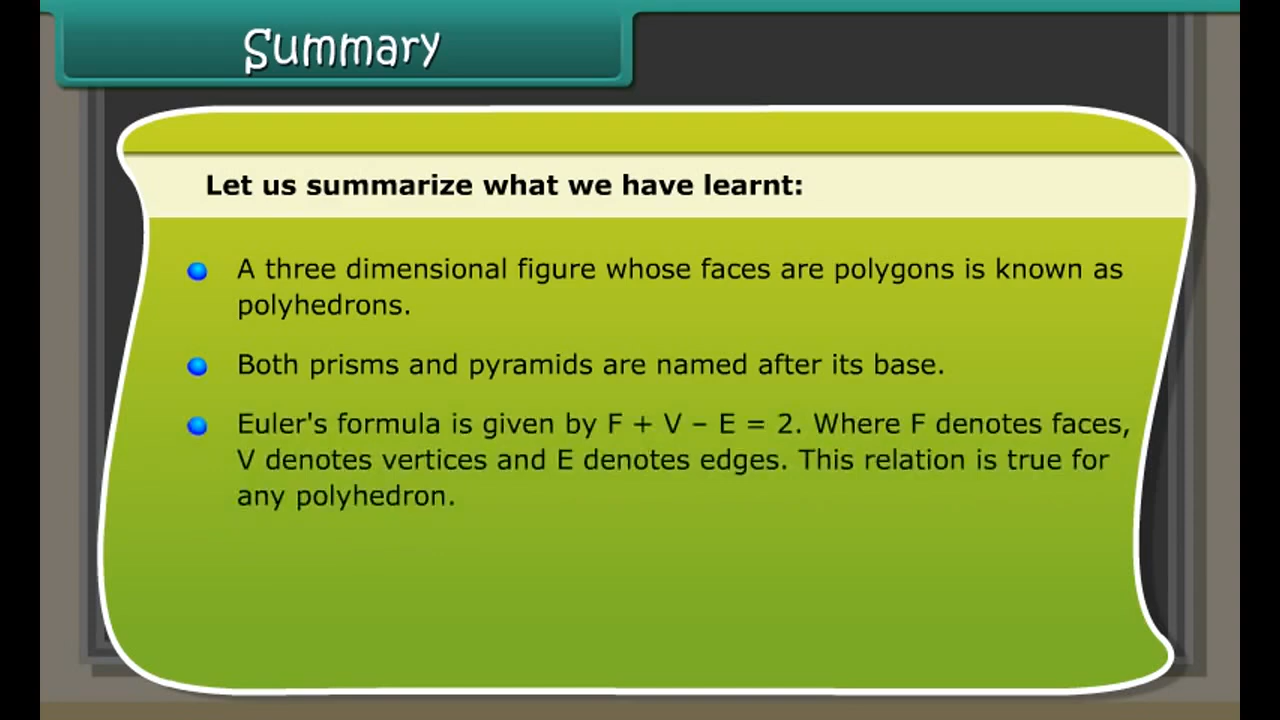 Summary
Let us summarize what we have learnt:
A three dimensional figure whose faces are polygons is known as
polyhedrons.
Both prisms and pyramids are named after its base.
Euler's formula is given by F + V – E = 2. Where F denotes faces,
V denotes vertices and E denotes edges. This relation is true for
any polyhedron.